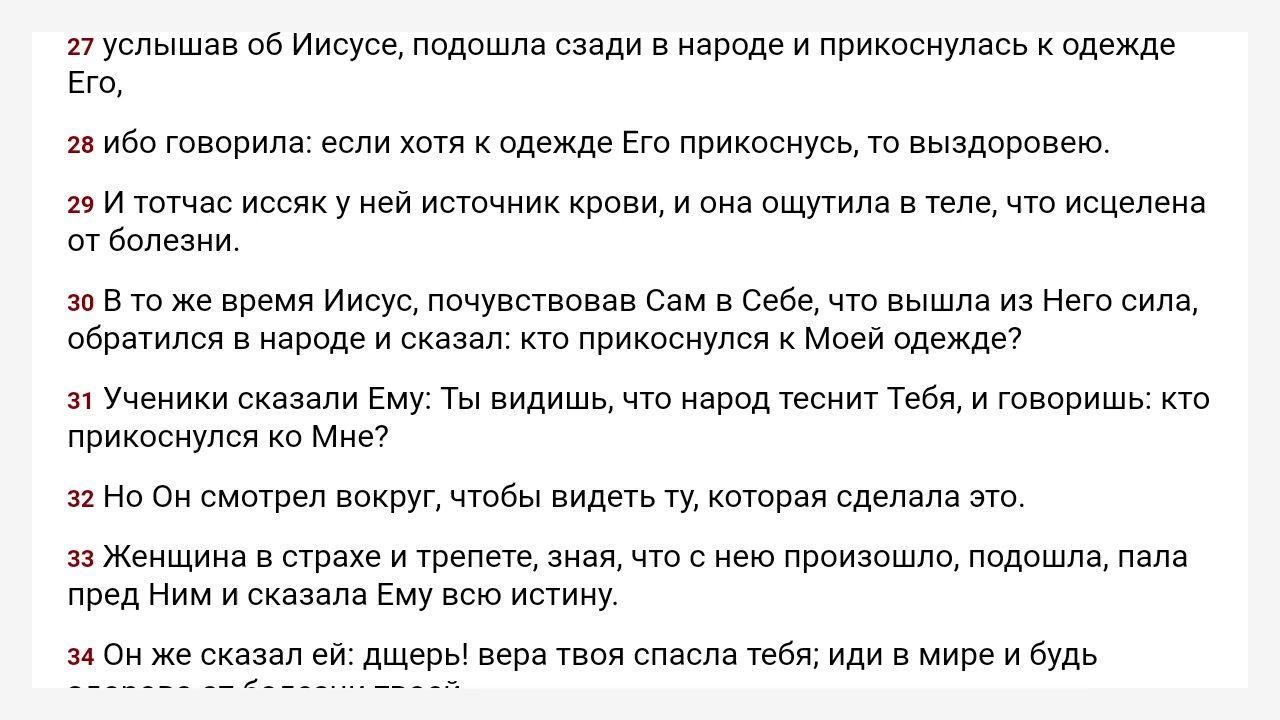 27 услышав об Иисусе, подошла сзади в народе и прикоснулась к одежде
Его,
28 ибо говорила: если хотя к одежде Его прикоснусь, то выздоровею.
29 И тотчас иссяк у ней источник крови, и она ощутила в теле, что исцелена
от болезни.
30 В то же время Иисус, почувствовав Сам в Себе, что вышла из Него сила,
обратился в народе и сказал: кто прикоснулся к Моей одежде?
31 Ученики сказали Ему: Ты видишь, что народ теснит Тебя, и говоришь: кто
прикоснулся ко Мне?
32 Но Он смотрел вокруг, чтобы видеть ту, которая сделала это.
33 Женщина в страхе и трепете, зная, что с нею произошло, подошла, пала
пред Ним и сказала Ему всю истину.
34 Он же сказал ей: дщерь! вера твоя спасла тебя; иди в мире и будь